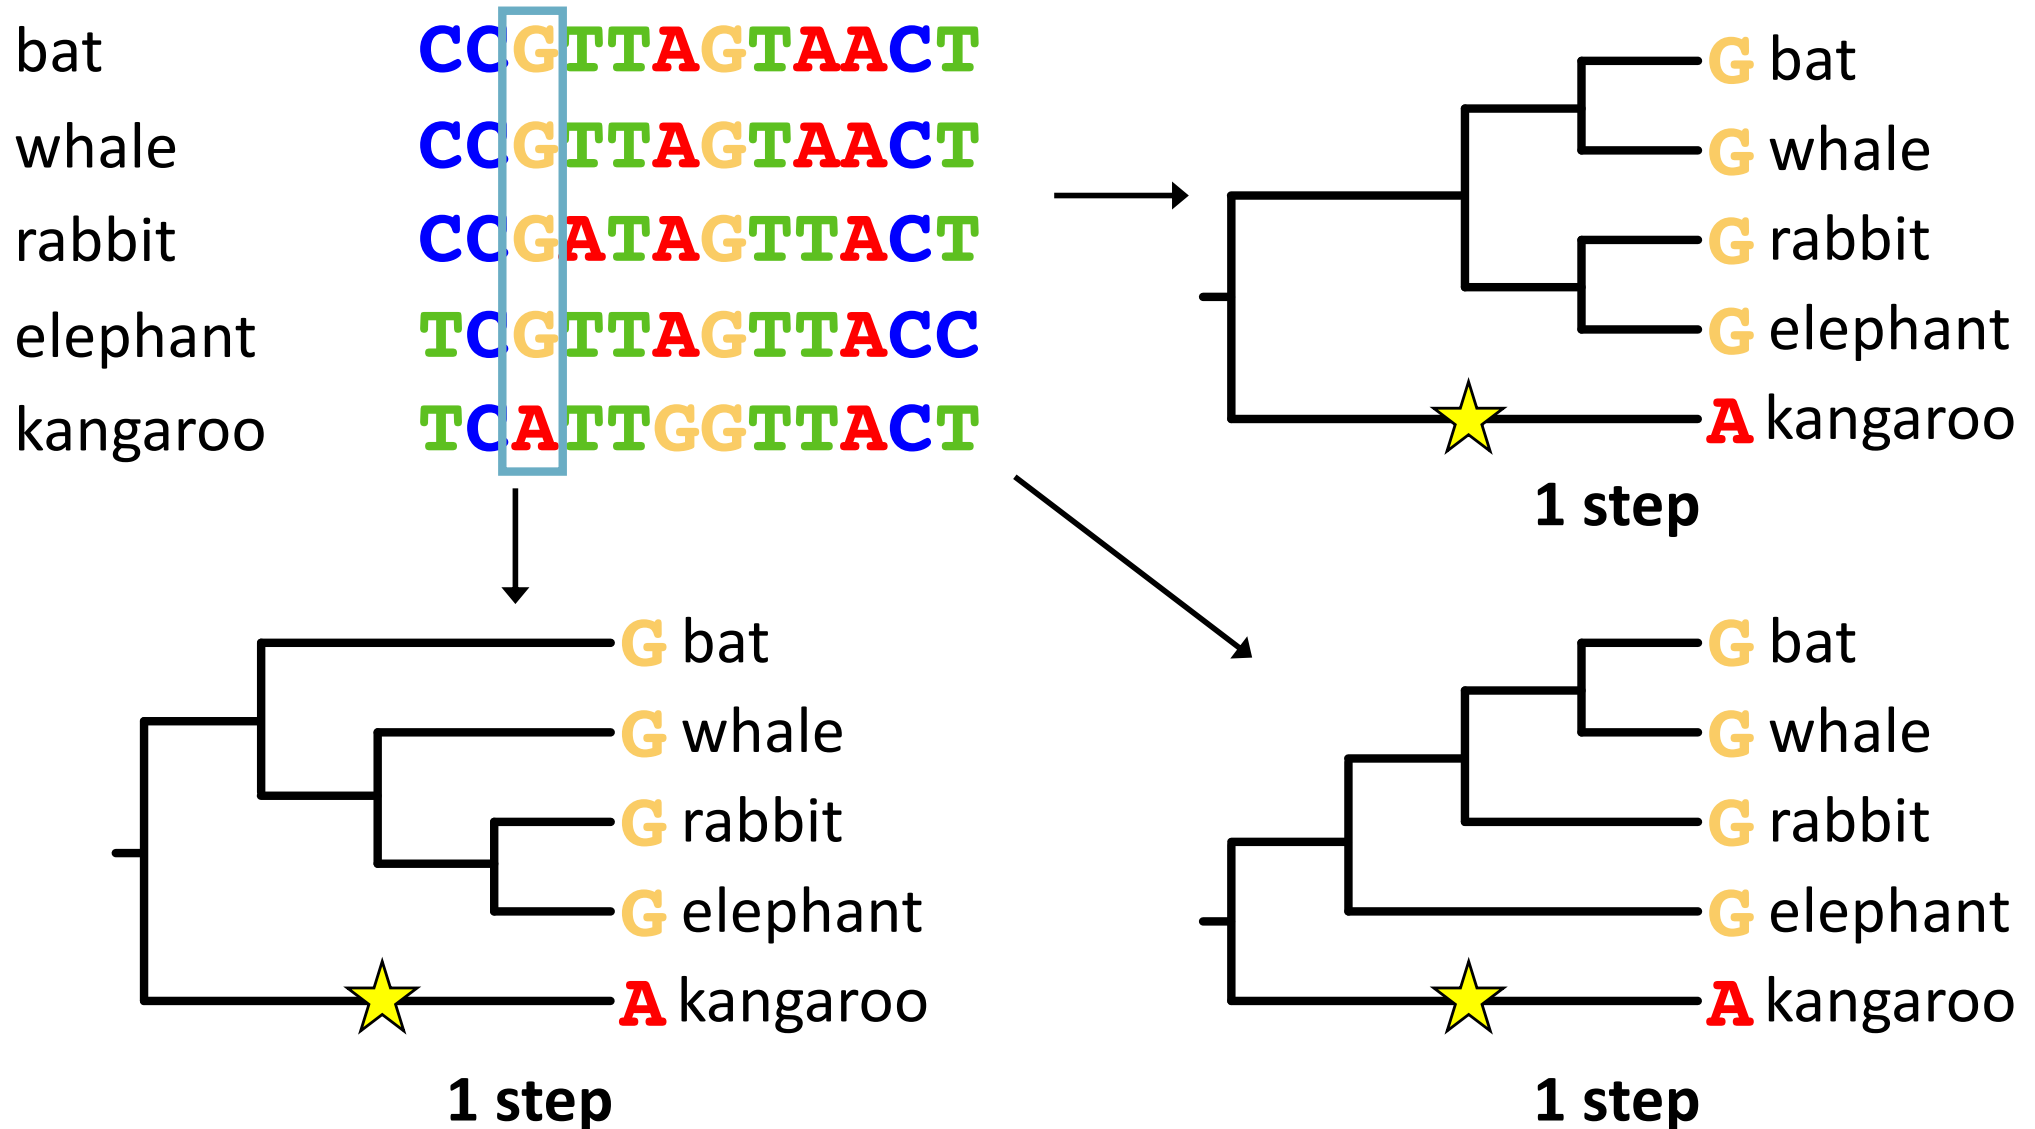 bat CCGTTAGTAACT
whale CCGTTAGTAACT
rabbit CCGATAGTTACT
elephant TCGTTAGTTACC
kangaroo TCATTGGTTACT
G bat
G whale
G rabbit
G elephant
A kangaroo
1 step
G bat
G whale
G rabbit
G elephant
A kangaroo
1 step
G bat
G whale
G rabbit
G elephant
A kangaroo
1 step